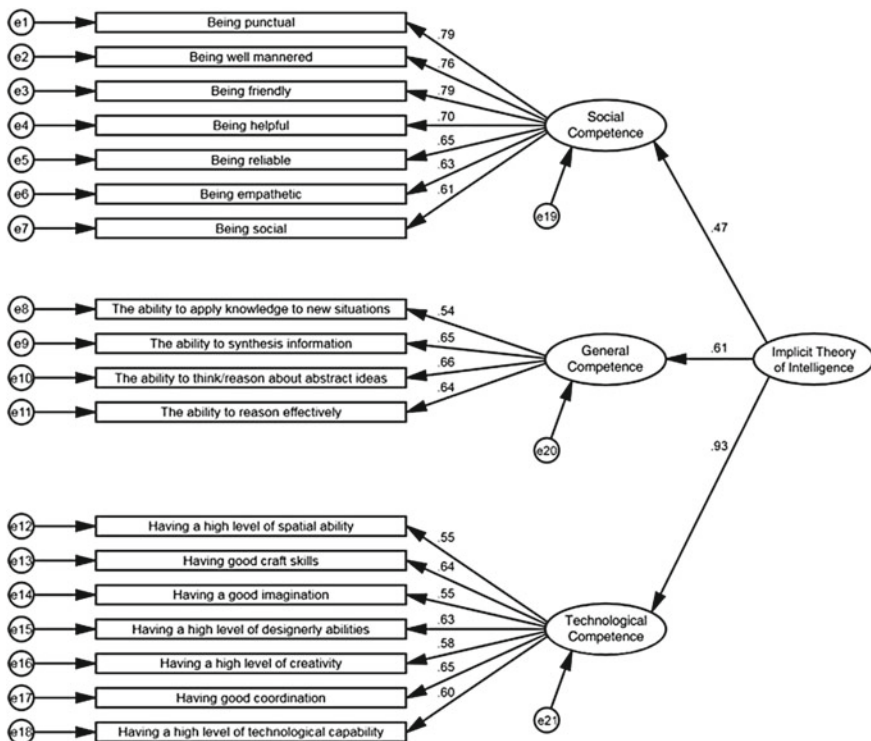 e1
Being punctual
.79
e2
Being well mannered
.76
e3
Being friendly
.79
e4
Being helpful
.70
e5
Being reliable
.65
e6
Being empathetic
.63
e7
Being social
.61
Social
Competence
e19
.47
e8
The ability to apply knowledge to new situations
.54
e9
The ability to synthesis information
.65
e10
The ability to think/reason about abstract ideas
.66
e11
The ability to reason effectively
.64
General
Competence
e20
.61
Implicit Theory
of Intelligence
.93
e12
Having a high level of spatial ability
.55
e13
Having good craft skills
.64
e14
Having a good imagination
.55
e15
Having a high level of designerly abilities
.63
e16
Having a high level of creativity
.58
e17
Having good coordination
.65
e18
Having a high level of technological capability
.60
Technological
Competence
e21